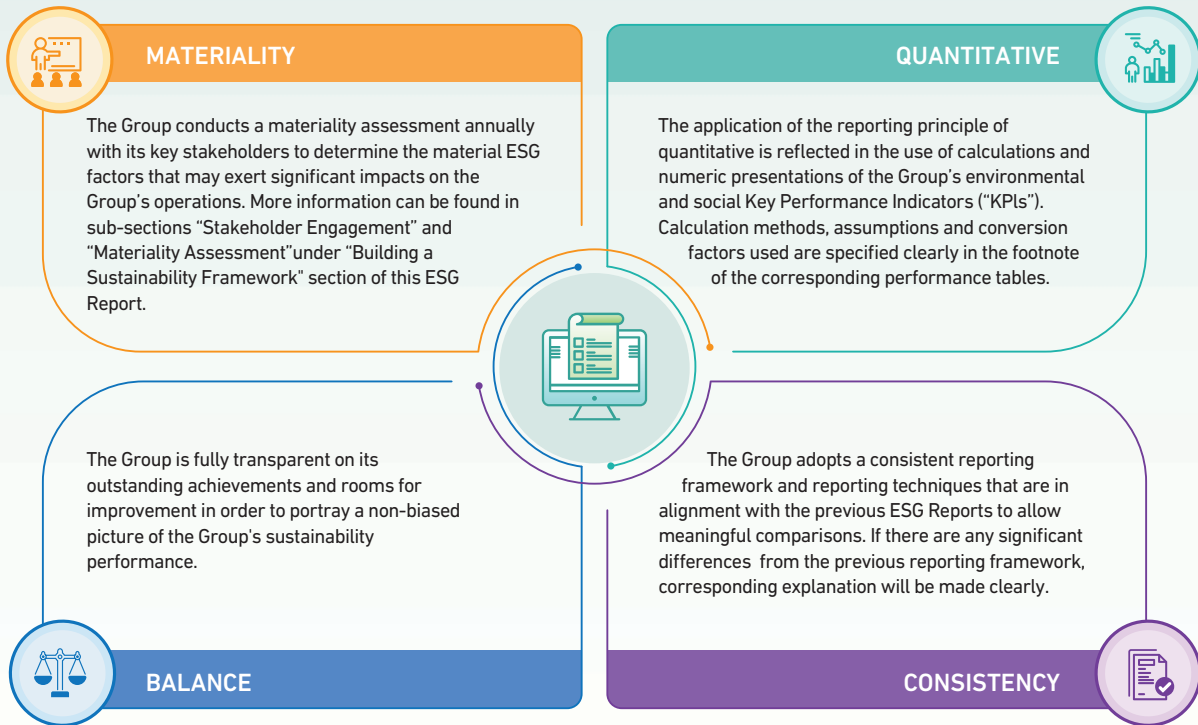 MATERIALITY
The Group conducts a materiality assessment annually
with its key stakeholders to determine the material ESG
factors that may exert significant impacts on the
Group's operations. More information can be found in
sub-sections “Stakeholder Engagement” and
“Materiality Assessment”under “Building a
Sustainability Framework" section of this ESG
Report.
QUANTITATIVE
The application of the reporting principle of
quantitative is reflected in the use of calculations and
numeric presentations of the Group’s environmental
and social Key Performance Indicators (“KPIs”).
Calculation methods, assumptions and conversion
factors used are specified clearly in the footnote
of the corresponding performance tables.
The Group is fully transparent on its
outstanding achievements and rooms for
improvement in order to portray a non-biased
picture of the Group's sustainability
performance.
BALANCE
The Group adopts a consistent reporting
framework and reporting techniques that are in
alignment with the previous ESG Reports to allow
meaningful comparisons. If there are any significant
differences from the previous reporting framework,
corresponding explanation will be made clearly.
CONSISTENCY